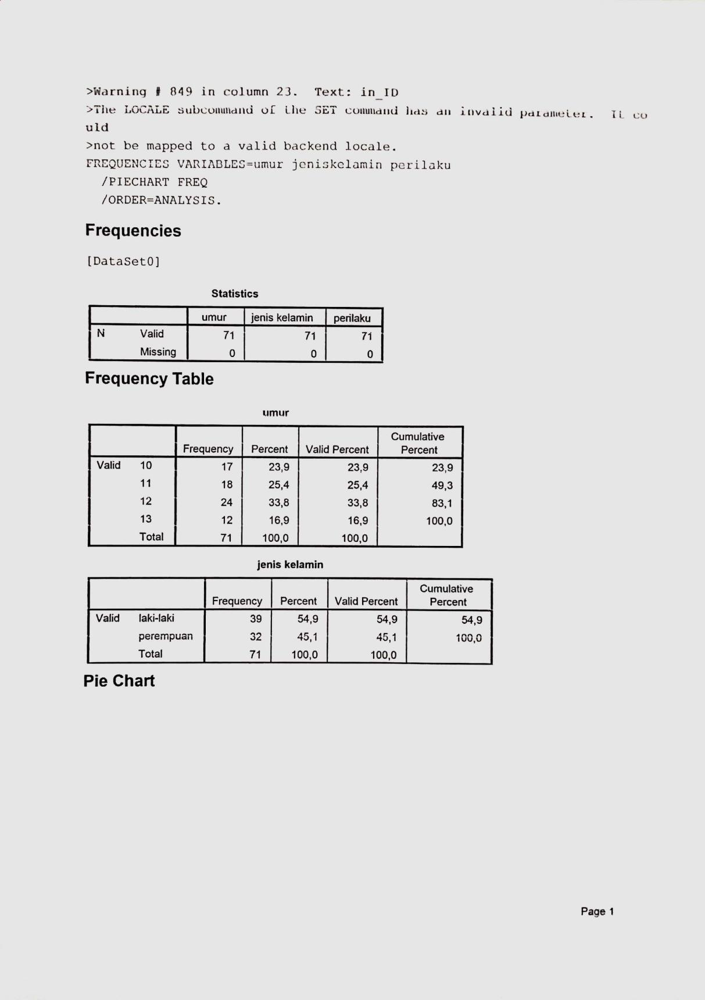 >Warning # 849 in column 23.  Text: in_ID
>The LOCALE subcommand of the SET command has an invalid parameter.  It co
uld
>not be mapped to a valid backend locale.
FREQUENCIES VARIABLES=umur jeniskelamin perilaku
/PIECHART FREQ
/ORDER=ANALYSIS.
Frequencies
[DataSet0]
Statistics
umur jenis kelamin perilaku
N Valid 71 71 71
Missing 0 0 0
Frequency Table
umur
Frequency Percent Valid Percent Cumulative Percent
Valid 10 17 23,9 23,9 23,9
11 18 25,4 25,4 49,3
12 24 33,8 33,8 83,1
13 12 16,9 16,9 100,0
Total 71 100,0 100,0
jenis kelamin
Frequency Percent Valid Percent Cumulative Percent
Valid laki-laki 39 54,9 54,9 54,9
perempuan 32 45,1 45,1 100,0
Total 71 100,0 100,0
Pie Chart
Page 1